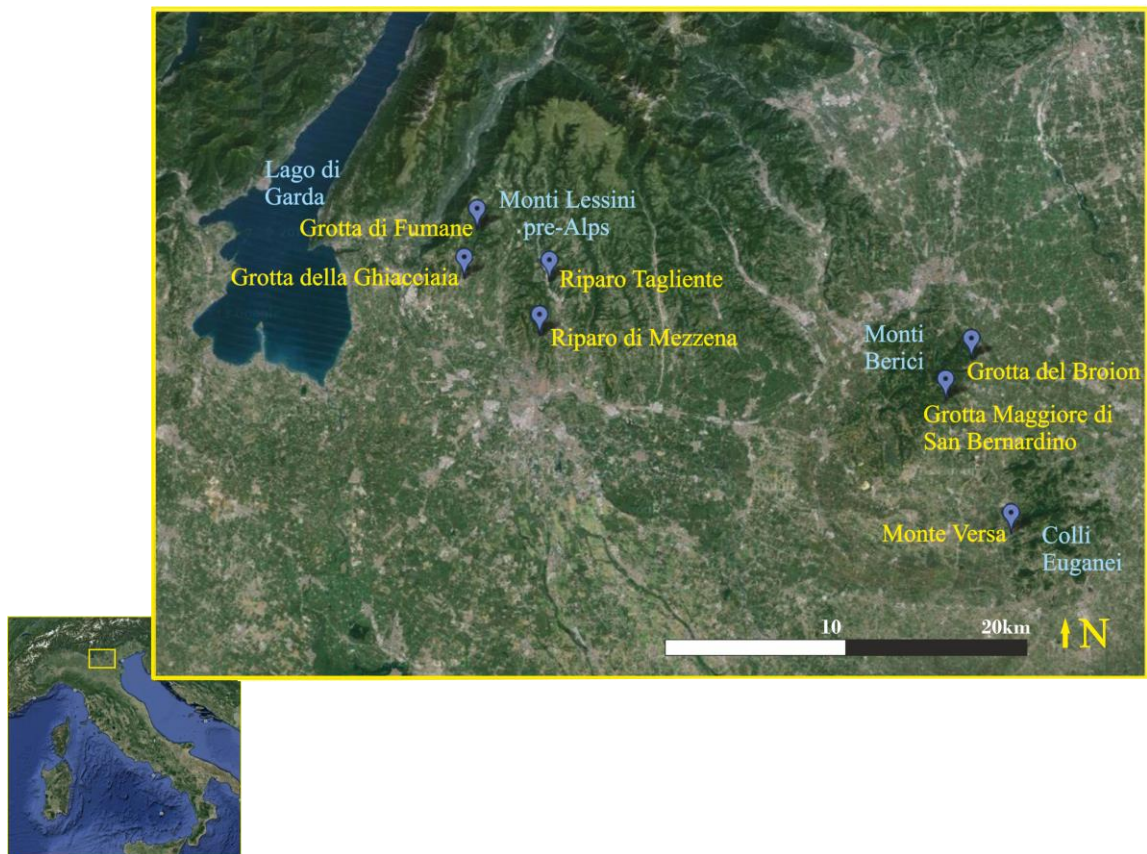 Lago di
Garda
Monti Lessini
pre-Alps
Grotta di Fumane
Grotta della Ghiacciaia
Riparo Tagliente
Riparo di Mezzena
Monti
Berici
Grotta del Broion
Grotta Maggiore di
San Bernardino
Monte Versa
Colli
Euganei
10
20km
N